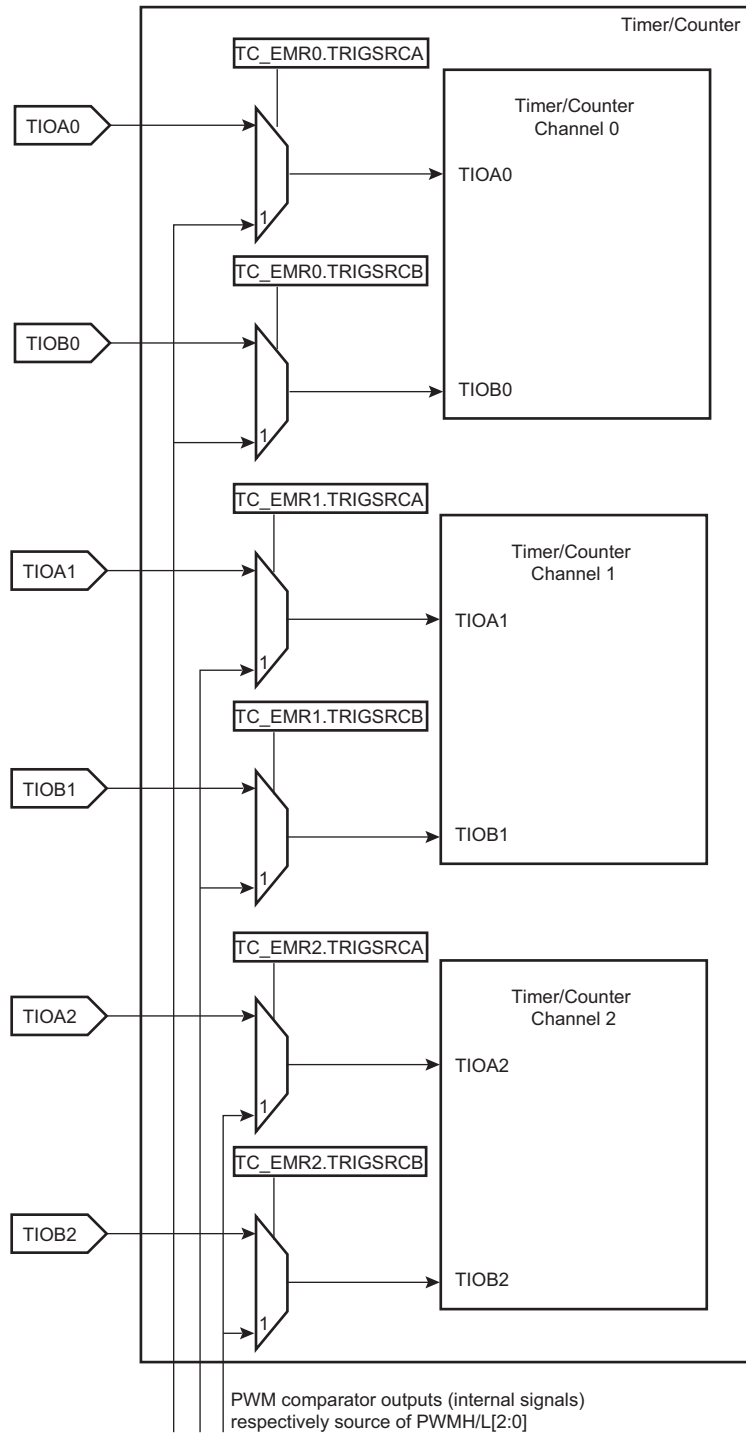 Timer/Counter
TC_EMR0.TRIGSRCA
TIOA0
Timer/Counter
Channel 0
TIOA0
1
TC_EMR0.TRIGSRCB
TIOB0
TIOB0
1
TC_EMR1.TRIGSRCA
TIOA1
Timer/Counter
Channel 1
TIOA1
1
TC_EMR1.TRIGSRCB
TIOB1
TIOB1
1
TC_EMR2.TRIGSRCA
TIOA2
Timer/Counter
Channel 2
TIOA2
1
TC_EMR2.TRIGSRCB
TIOB2
TIOB2
1
PWM comparator outputs (internal signals)
respectively source of PWMH/L[2:0]